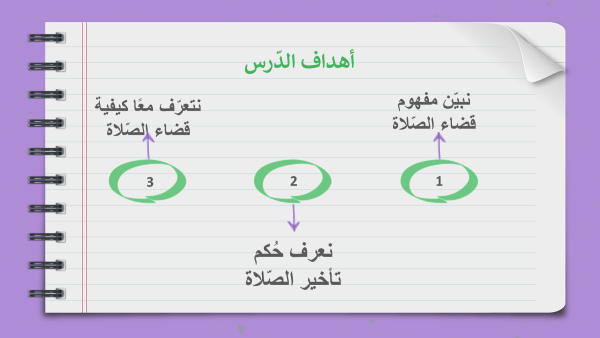 أهداف الدّرس
نبيّن مفهوم
قضاء الصّلاة
1
نعرف حُكم
تأخير الصّلاة
2
نتعرّف معًا كيفية
قضاء الصّلاة
3